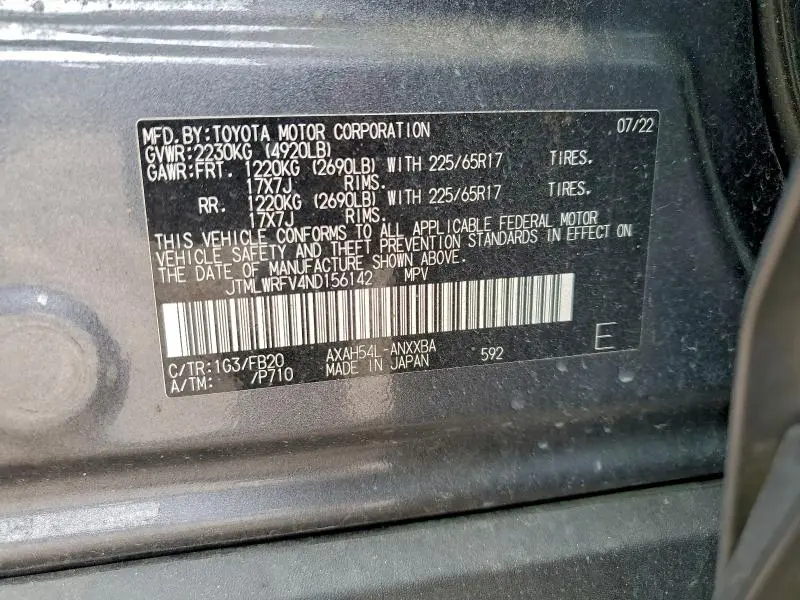 MFD.BY:TOYOTA MOTOR CORPORATION 07/22
GVWR:2230KG (4920LB)
GAWR:FRT. 1220KG (2690LB) WITH 225/65R17 TIRES.
17X7J RIMS.
RR. 1220KG (2690LB) WITH 225/65R17 TIRES.
17X7J RIMS.
THIS VEHICLE CONFORMS TO ALL APPLICABLE FEDERAL MOTOR
VEHICLE SAFETY AND THEFT PREVENTION STANDARDS IN EFFECT ON
THE DATE OF MANUFACTURE SHOWN ABOVE.
JTMLWRFV4ND156142 MPV
C/TR:1G3/FB20 AXAH54L-ANXXBA 592 E
A/TM: /P710 MADE IN JAPAN